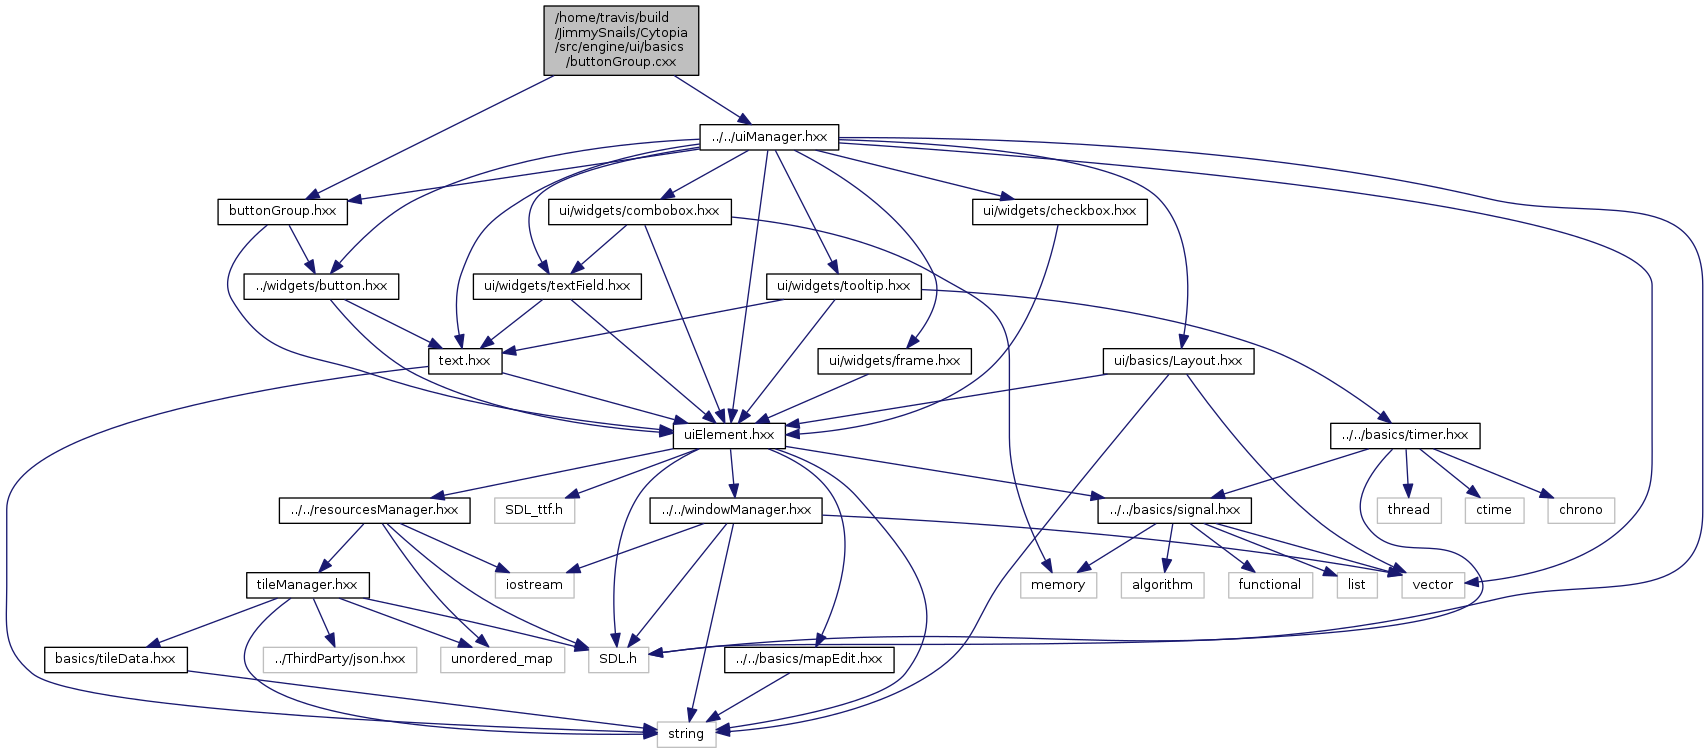 /home/travis/build
/JimmySnails/Cytopia
/src/engine/ui/basics
/buttonGroup.cxx
../../uiManager.hxx
buttonGroup.hxx
ui/widgets/combobox.hxx
ui/widgets/checkbox.hxx
../widgets/button.hxx
ui/widgets/textField.hxx
ui/widgets/tooltip.hxx
text.hxx
ui/widgets/frame.hxx
ui/basics/Layout.hxx
uiElement.hxx
../../basics/timer.hxx
../../resourcesManager.hxx
SDL_ttf.h
../../windowManager.hxx
../../basics/signal.hxx
thread
ctime
chrono
tileManager.hxx
iostream
memory
algorithm
functional
list
vector
basics/tileData.hxx
../ThirdParty/json.hxx
unordered_map
SDL.h
../../basics/mapEdit.hxx
string